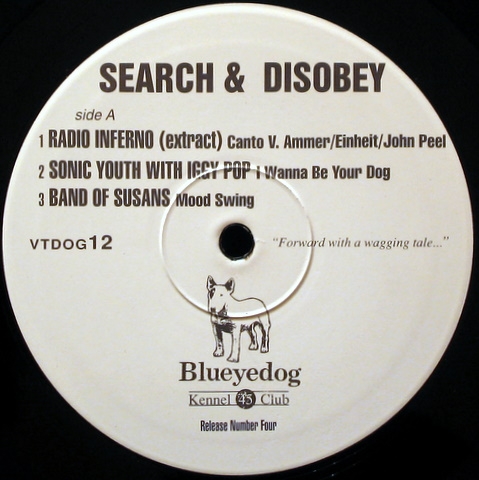 SEARCH & DISOBEY
side A
1 RADIO INFERNO (extract) Canto V. Ammer/Einheit/John Peel
2 SONIC YOUTH WITH IGGY POP I Wanna Be Your Dog
3 BAND OF SUSANS Mood Swing
VTDOG12 "Forward with a wagging tale..."
Blueyedog
Kennel 45 Club
Release Number Four